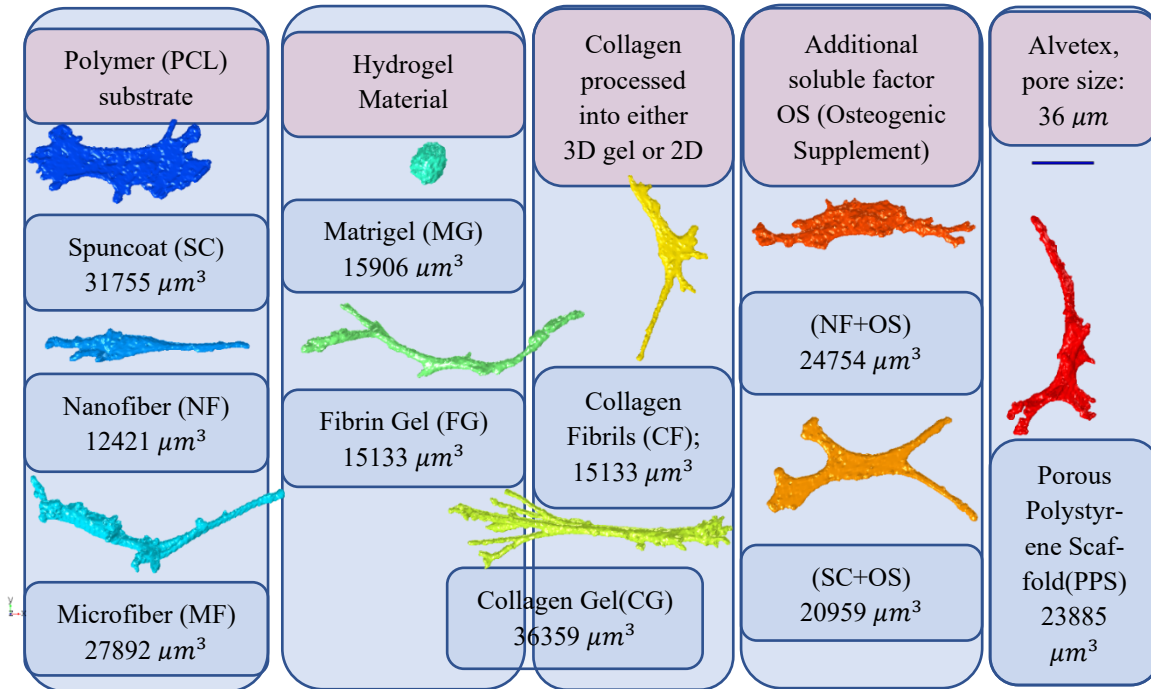 Polymer (PCL)
substrate
Spuncoat (SC)
31755 𝜇𝑚³
Nanofiber (NF)
12421 𝜇𝑚³
Microfiber (MF)
27892 𝜇𝑚³
Hydrogel
Material
Matrigel (MG)
15906 𝜇𝑚³
Fibrin Gel (FG)
15133 𝜇𝑚³
Collagen
processed
into either
3D gel or 2D
Collagen
Fibrils (CF);
15133 𝜇𝑚³
Collagen Gel(CG)
36359 𝜇𝑚³
Additional
soluble factor
OS (Osteogenic
Supplement)
(NF+OS)
24754 𝜇𝑚³
(SC+OS)
20959 𝜇𝑚³
Alvetex,
pore size:
36 𝜇𝑚
Porous
Polystyr-
ene Scaf-
fold(PPS)
23885
𝜇𝑚³
y
z x